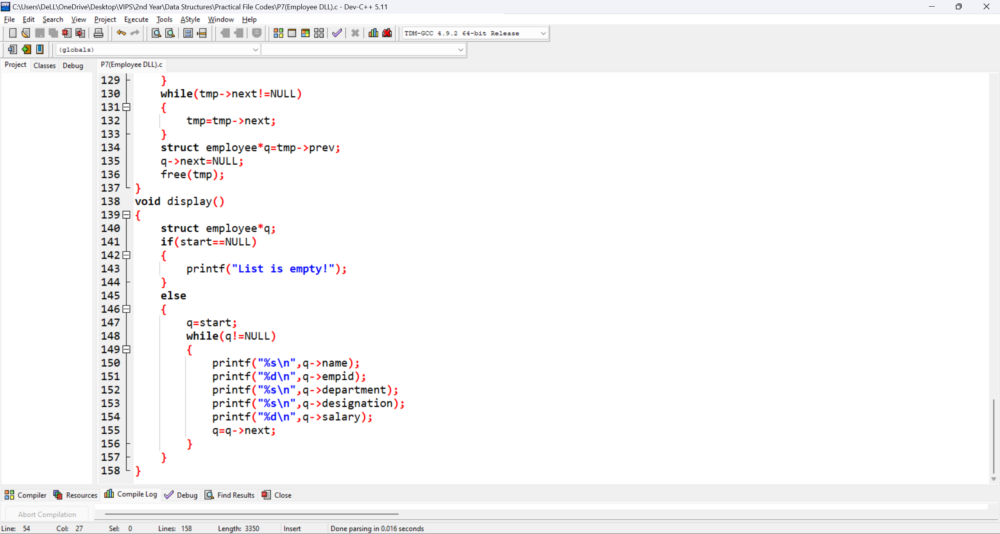 C:\Users\DeLL\OneDrive\Desktop\VIPS\2nd Year\Data Structures\Practical File Codes\P7(Employee DLL).c - Dev-C++ 5.11
File Edit Search View Project Execute Tools AStyle Window Help
TDM-GCC 4.9.2 64-bit Release
(globals)
Project Classes Debug P7(Employee DLL).c
129 }
130 while(tmp->next!=NULL)
131 {
132 tmp=tmp->next;
133 }
134 struct employee*q=tmp->prev;
135 q->next=NULL;
136 free(tmp);
137 }
138 void display()
139 {
140 struct employee*q;
141 if(start==NULL)
142 {
143 printf("List is empty!");
144 }
145 else
146 {
147 q=start;
148 while(q!=NULL)
149 {
150 printf("%s\n",q->name);
151 printf("%d\n",q->empid);
152 printf("%s\n",q->department);
153 printf("%s\n",q->designation);
154 printf("%d\n",q->salary);
155 q=q->next;
156 }
157 }
158 }
Compiler Resources Compile Log Debug Find Results Close
Abort Compilation
Line: 54 Col: 27 Sel: 0 Lines: 158 Length: 3350 Insert Done parsing in 0.016 seconds